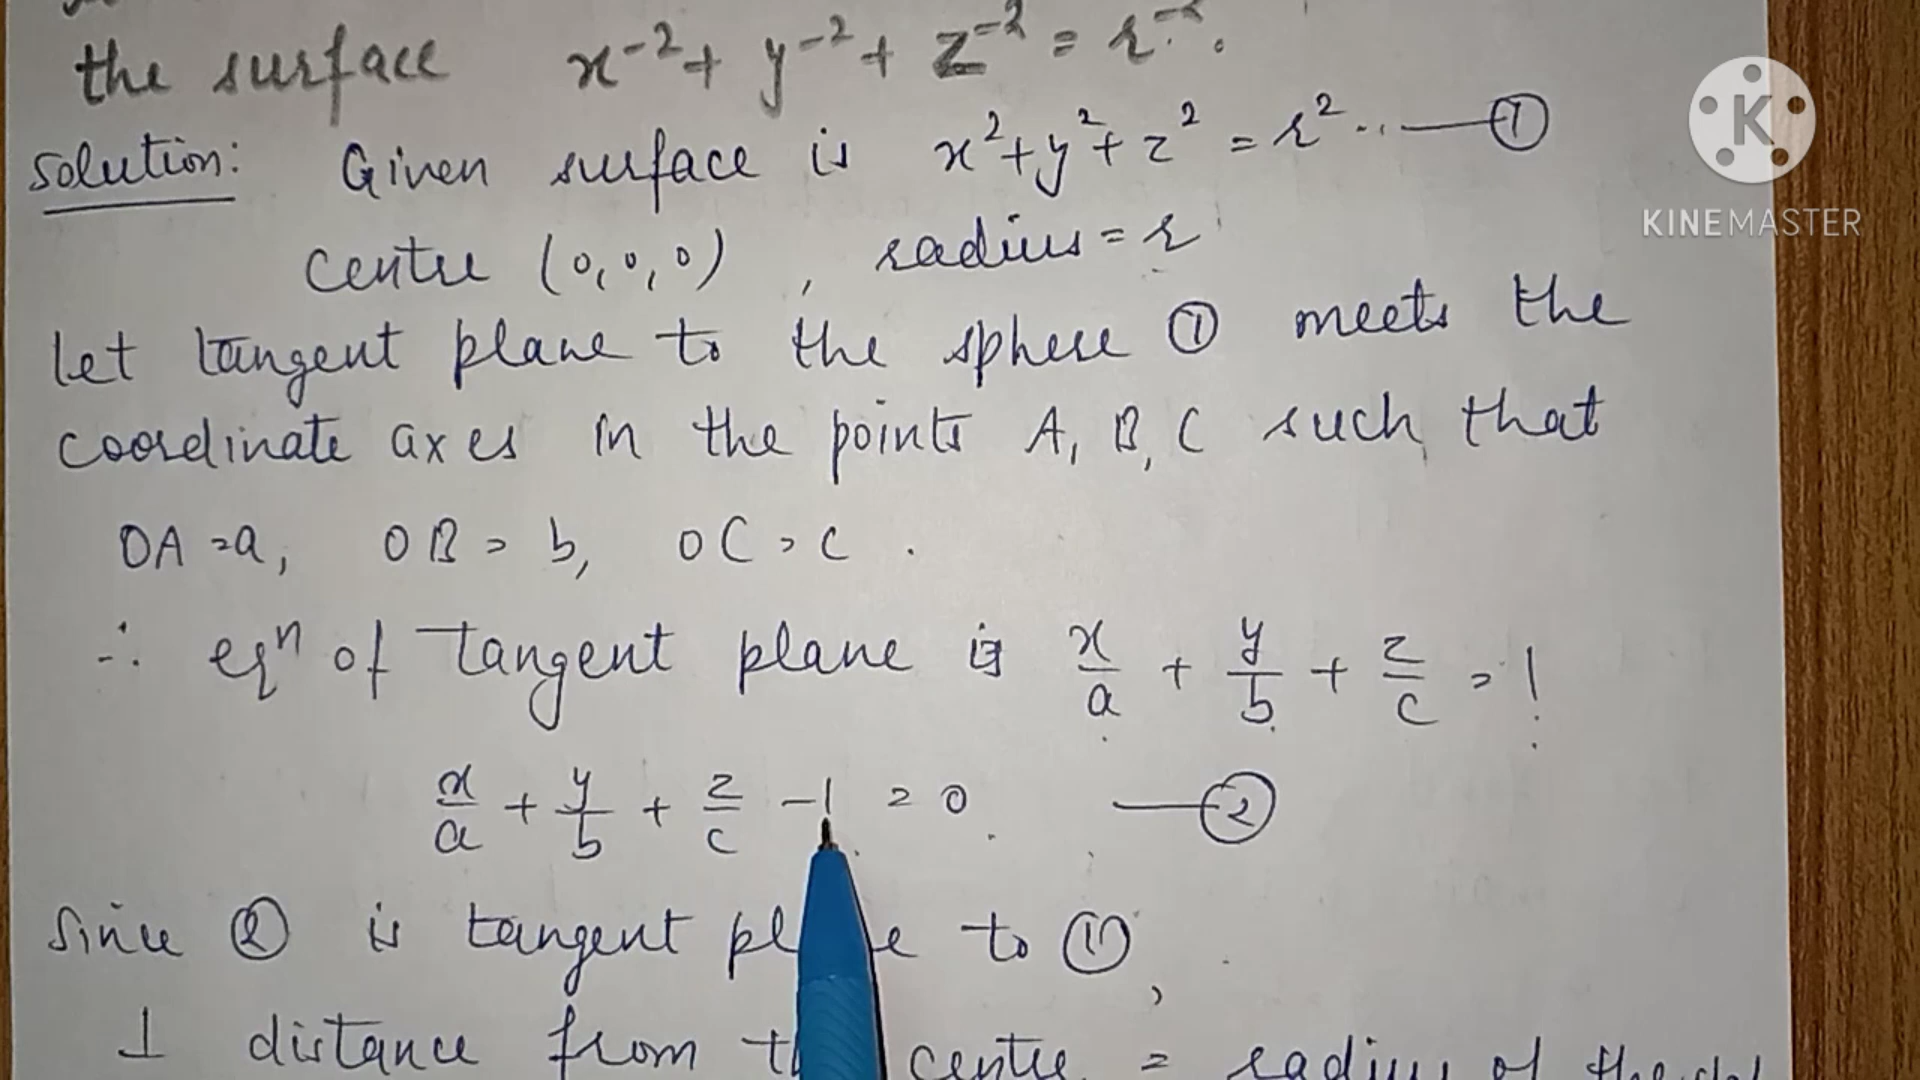 the surface x⁻² + y⁻² + z⁻² = r⁻².
Solution: Given surface is x² + y² + z² = r² ... — ①
Centre (0, 0, 0), radius = r
Let tangent plane to the sphere ① meets the
coordinate axes in the points A, B, C such that
OA = a, OB = b, OC = c.
∴ eqⁿ of tangent plane is x/a + y/b + z/c = 1
x/a + y/b + z/c - 1 = 0 — ②
Since ② is tangent to ①,
⊥ distance from centre = radius of
K
KINEMASTER